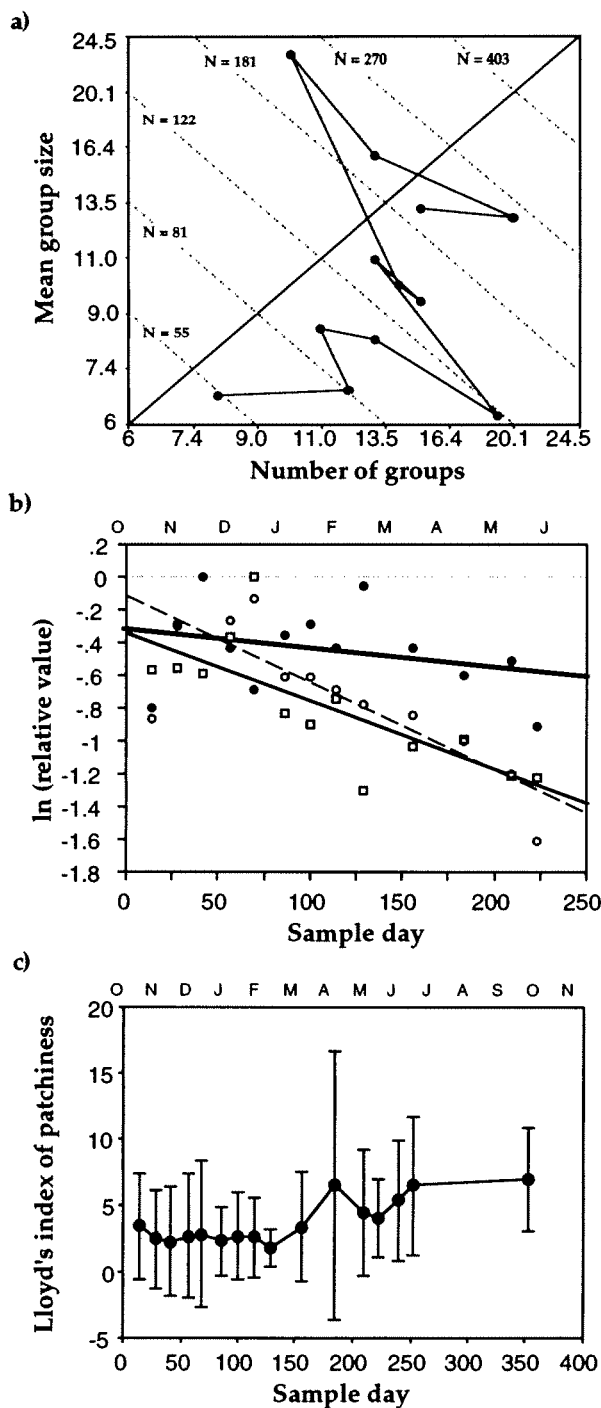 a)
24.5
20.1
16.4
13.5
11.0
9.0
7.4
6
Mean group size
N = 181
N = 270
N = 403
N = 122
N = 81
N = 55
6 7.4 9.0 11.0 13.5 16.4 20.1 24.5
Number of groups
b)
O N D J F M A M J
.2
0
-.2
-.4
-.6
-.8
-1
-1.2
-1.4
-1.6
-1.8
ln (relative value)
0 50 100 150 200 250
Sample day
c)
O N D J F M A M J J A S O N
20
15
10
5
0
-5
Lloyd's index of patchiness
0 50 100 150 200 250 300 350 400
Sample day